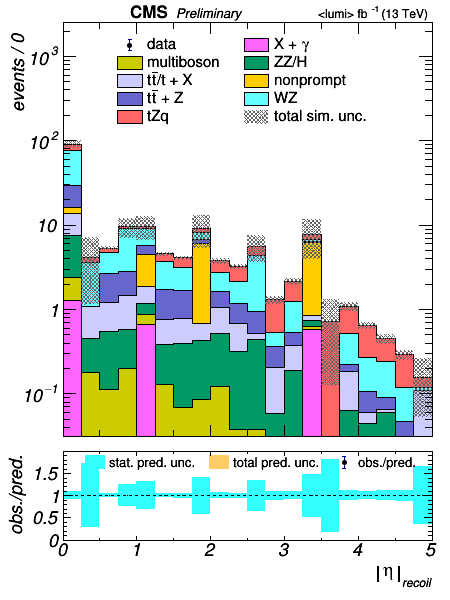 CMS Preliminary <lumi> fb⁻¹ (13 TeV)
events / 0
10³
10²
10
1
10⁻¹
data
multiboson
tt̄/t + X
tt̄ + Z
tZq
X + γ
ZZ/H
nonprompt
WZ
total sim. unc.
obs./pred.
1.5
1
0.5
0
stat. pred. unc. total pred. unc. obs./pred.
0 1 2 3 4 5
|η|recoil